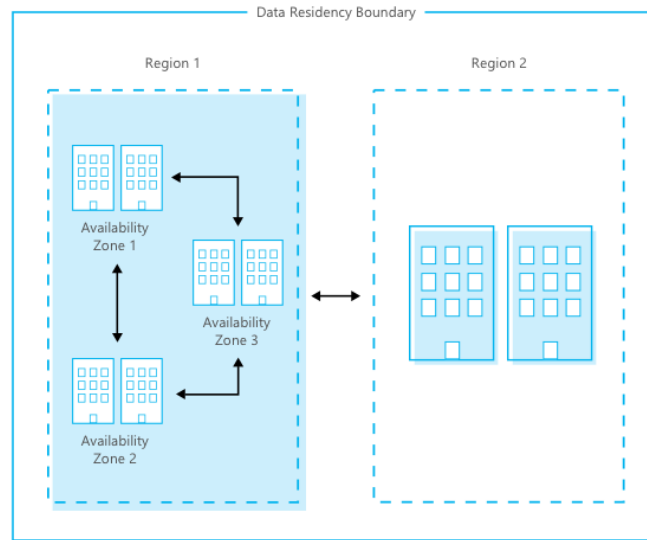 Data Residency Boundary
Region 1
Region 2
Availability
Zone 1
Availability
Zone 3
Availability
Zone 2